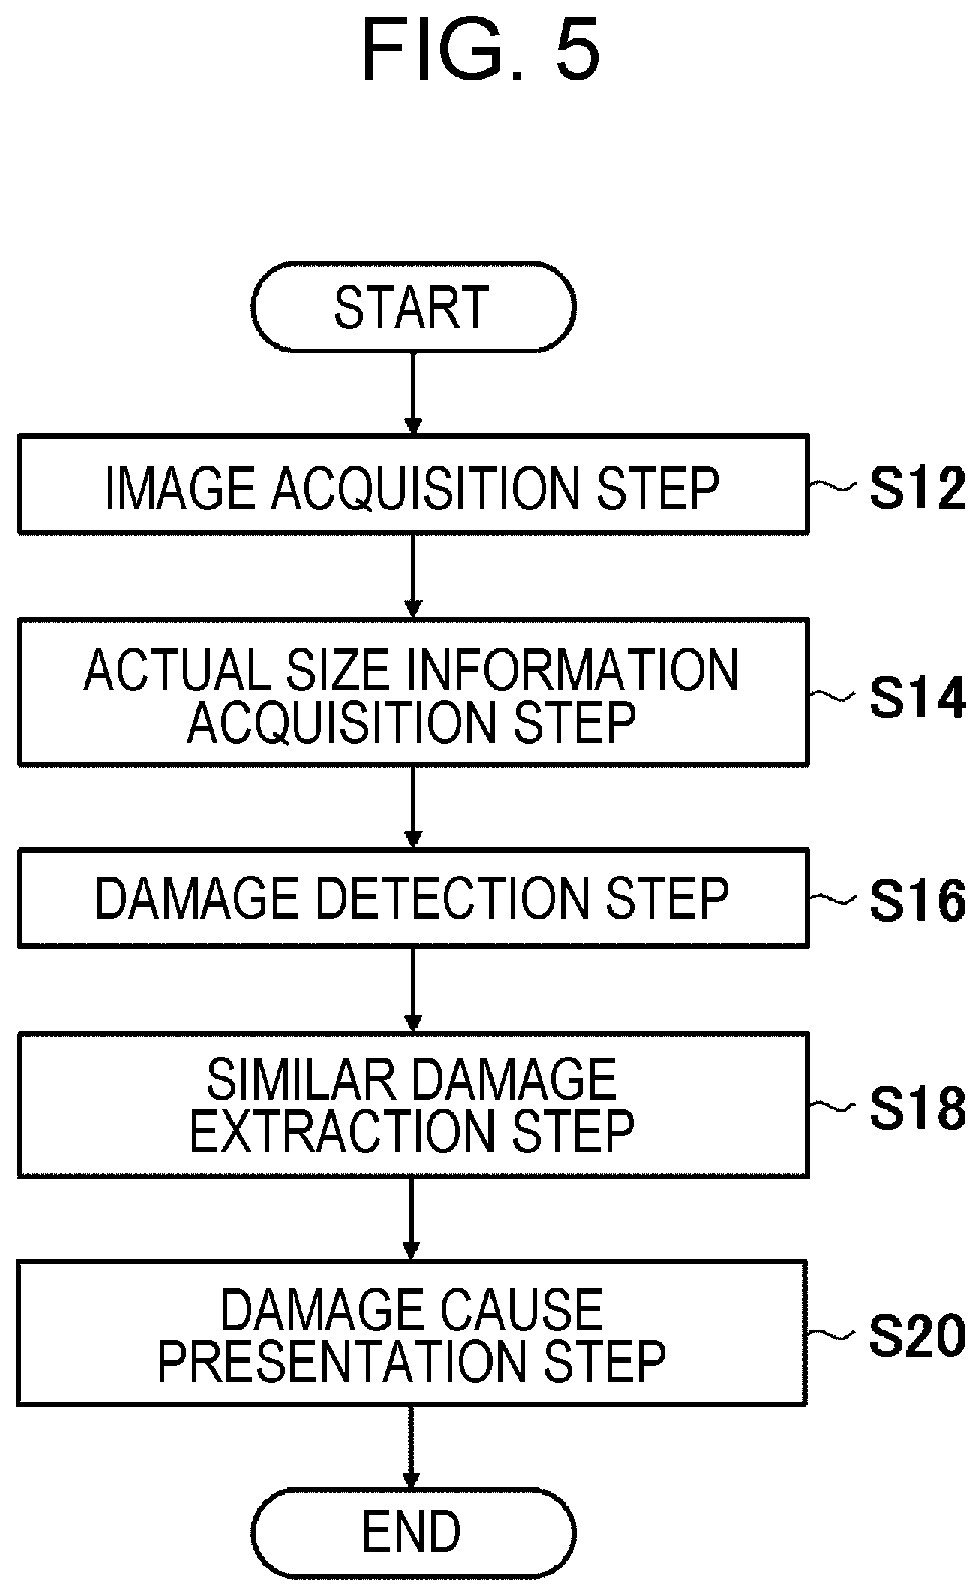 FIG. 5
START
IMAGE ACQUISITION STEP
S12
ACTUAL SIZE INFORMATION
ACQUISITION STEP
S14
DAMAGE DETECTION STEP
S16
SIMILAR DAMAGE
EXTRACTION STEP
S18
DAMAGE CAUSE
PRESENTATION STEP
S20
END